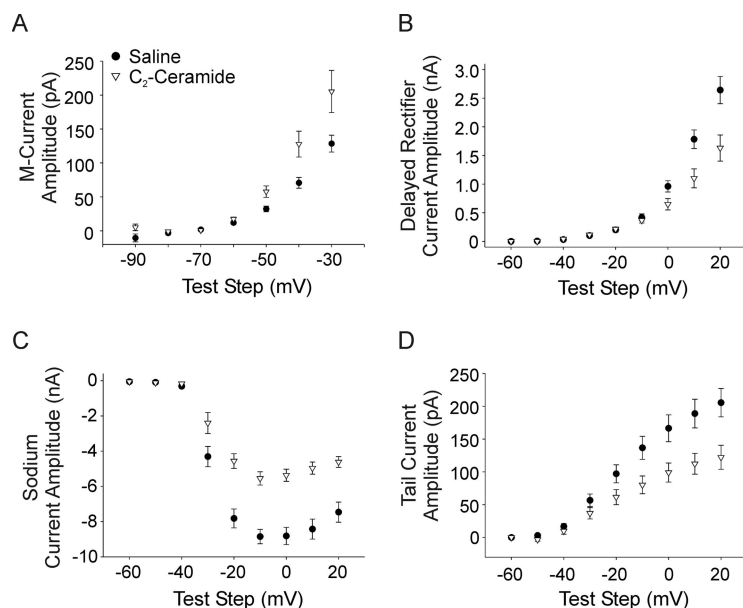 A
Saline
C₂-Ceramide
M-Current
Amplitude (pA)
250
200
150
100
50
0
-90
-70
-50
-30
Test Step (mV)
B
Delayed Rectifier
Current Amplitude (nA)
3.0
2.5
2.0
1.5
1.0
0.5
0
-60
-40
-20
0
20
Test Step (mV)
C
Sodium
Current Amplitude (nA)
0
-2
-4
-6
-8
-10
-60
-40
-20
0
20
Test Step (mV)
D
Tail Current
Amplitude (pA)
250
200
150
100
50
0
-60
-40
-20
0
20
Test Step (mV)